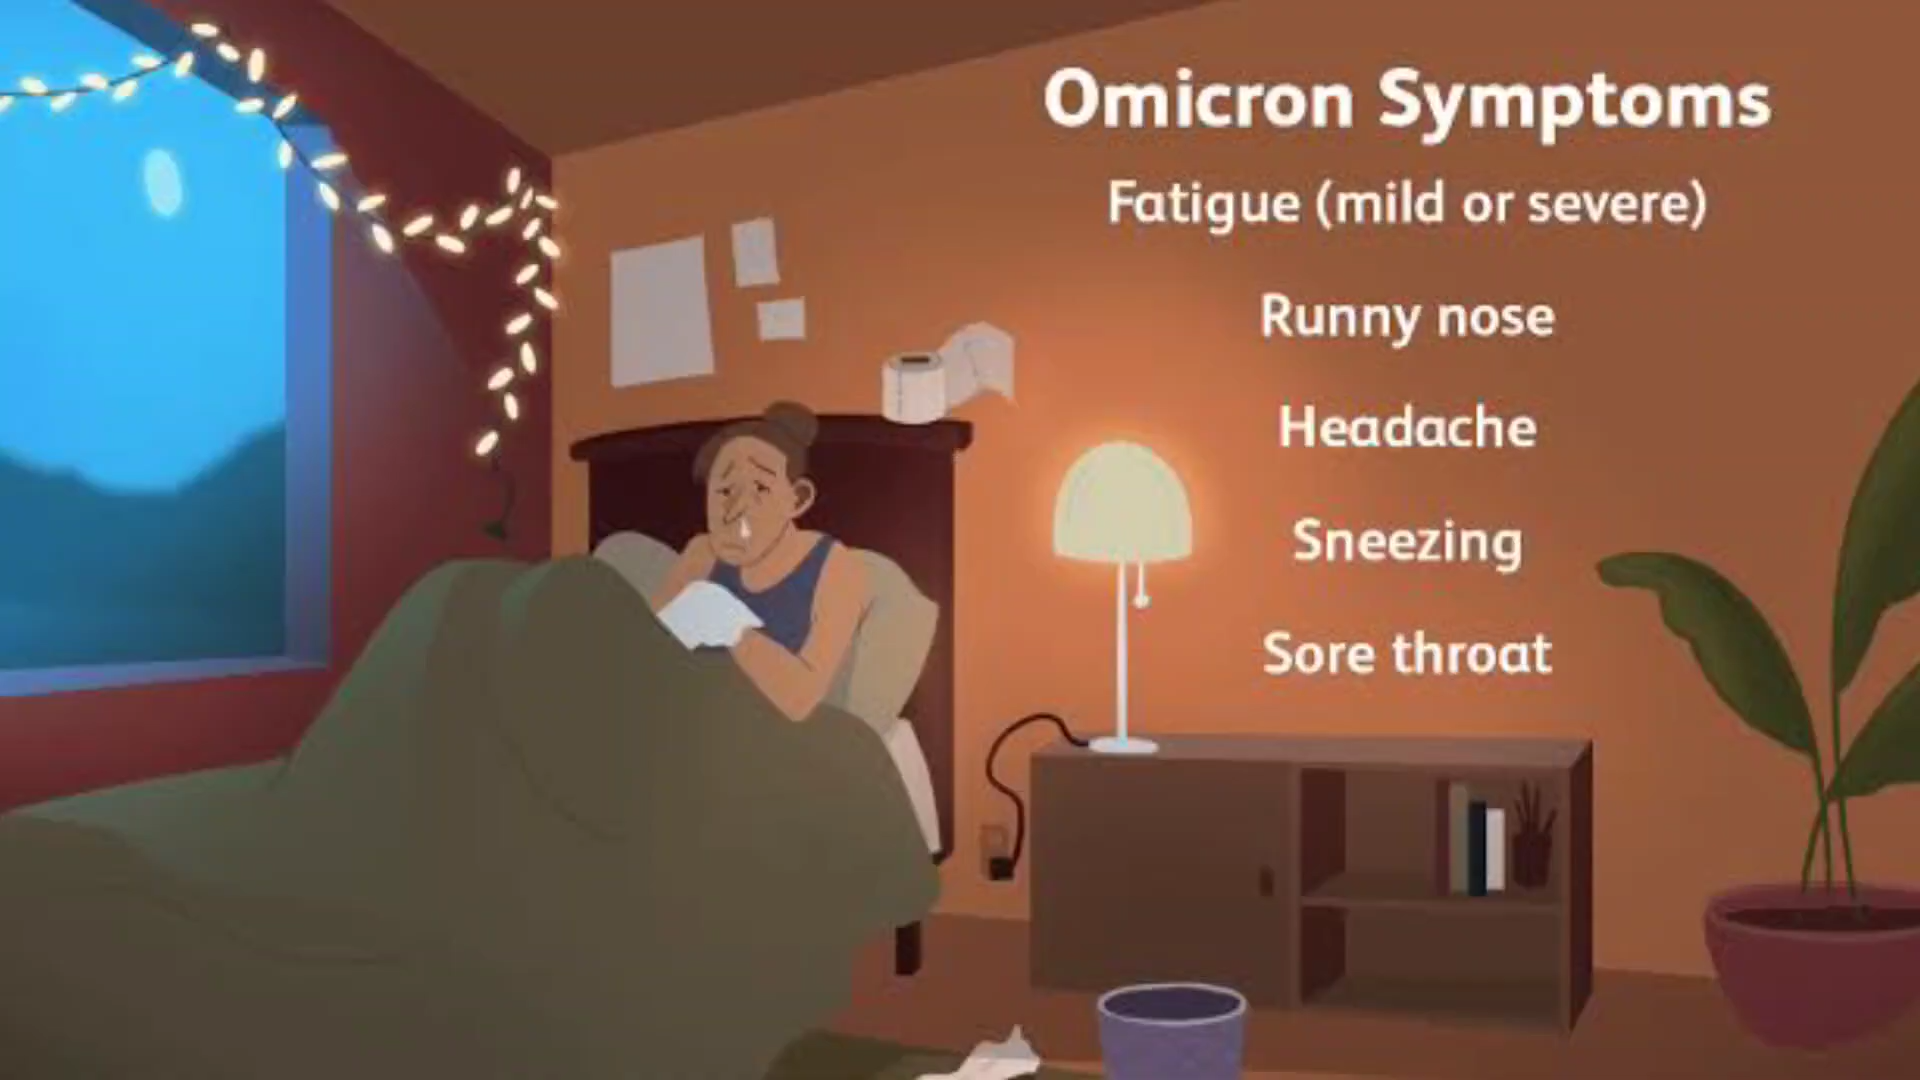 Omicron Symptoms
Fatigue (mild or severe)
Runny nose
Headache
Sneezing
Sore throat